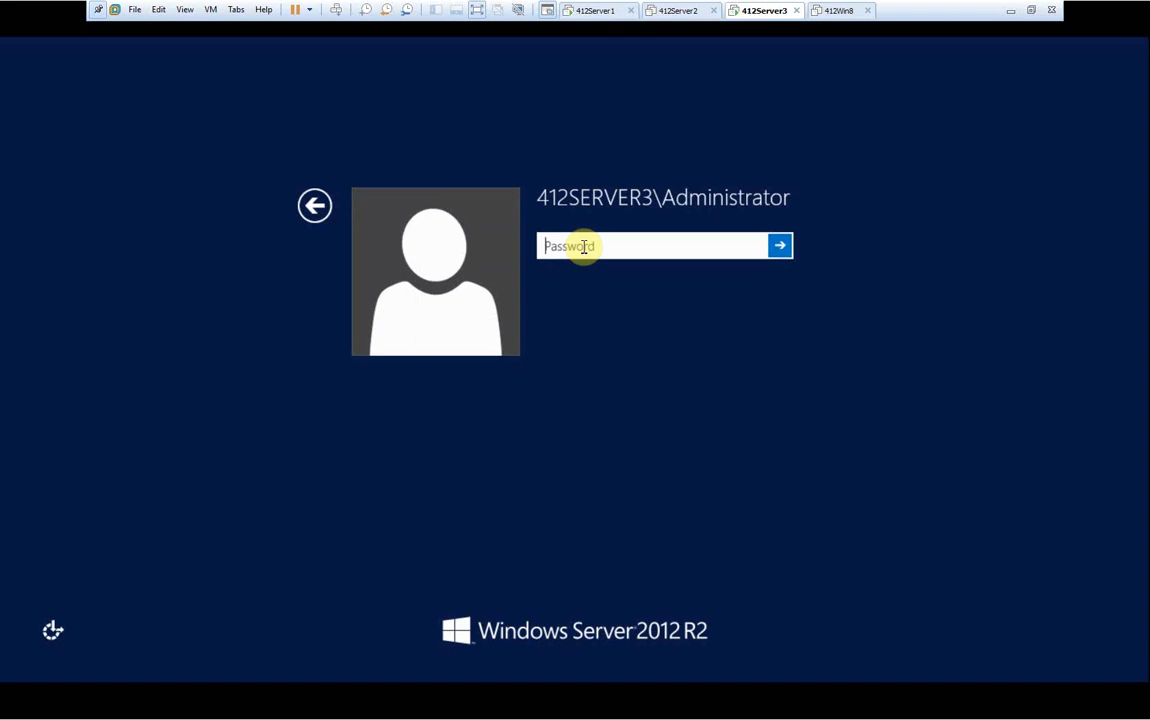 File Edit View VM Tabs Help 412Server1 412Server2 412Server3 412Win8
412SERVER3\Administrator
Password
Windows Server 2012 R2